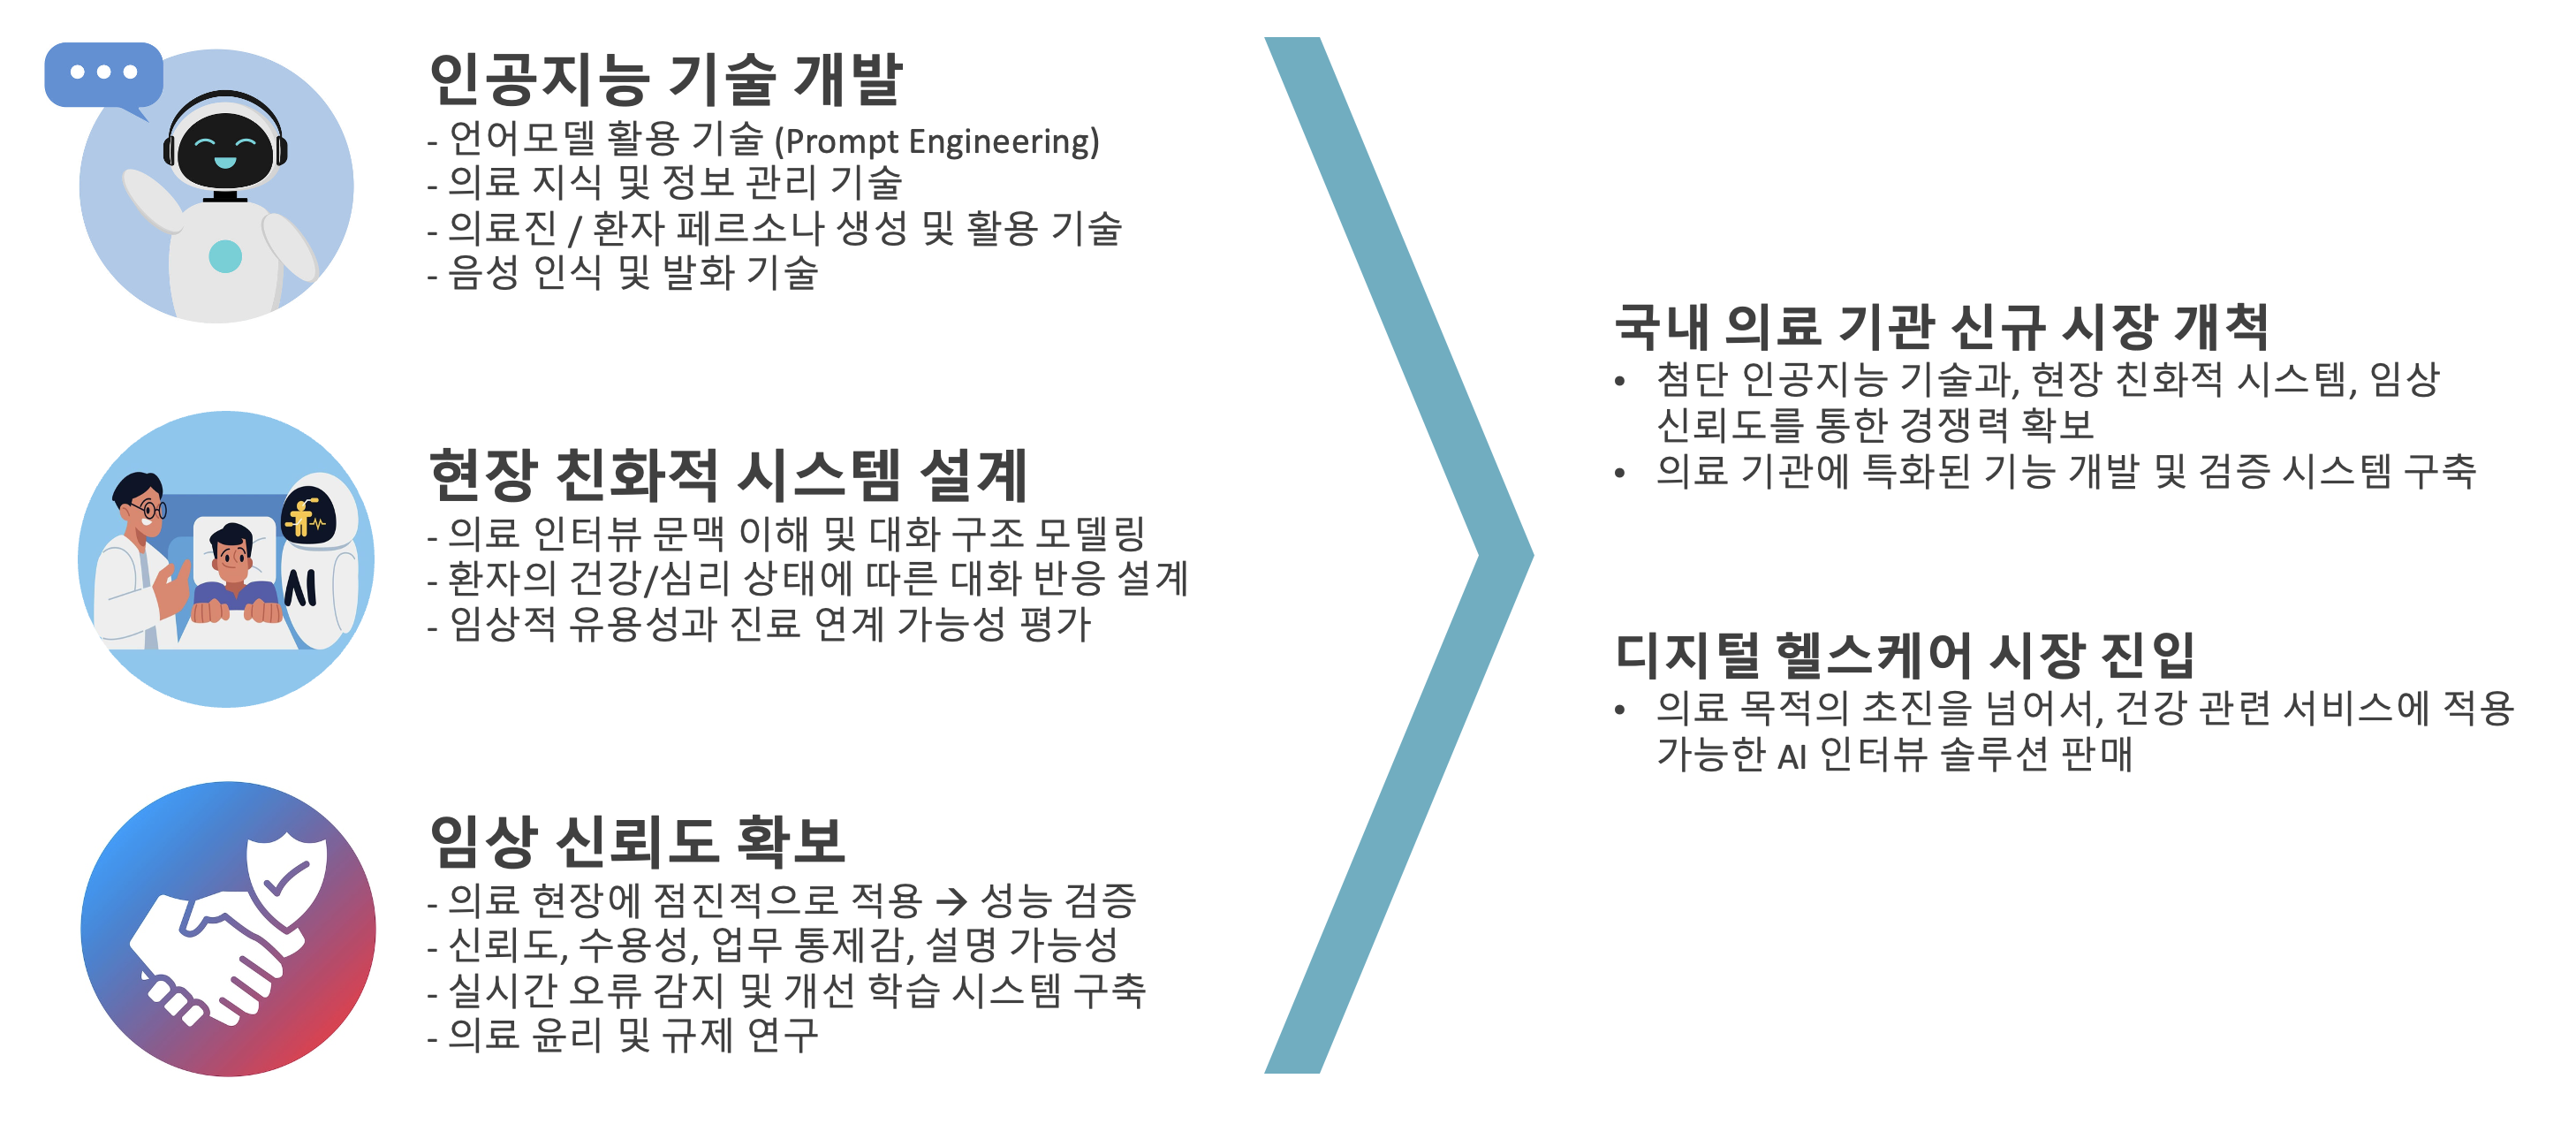 인공지능 기술 개발
- 언어모델 활용 기술 (Prompt Engineering)
- 의료 지식 및 정보 관리 기술
- 의료진 / 환자 페르소나 생성 및 활용 기술
- 음성 인식 및 발화 기술
현장 친화적 시스템 설계
- 의료 인터뷰 문맥 이해 및 대화 구조 모델링
- 환자의 건강/심리 상태에 따른 대화 반응 설계
- 임상적 유용성과 진료 연계 가능성 평가
AI
임상 신뢰도 확보
- 의료 현장에 점진적으로 적용 → 성능 검증
- 신뢰도, 수용성, 업무 통제감, 설명 가능성
- 실시간 오류 감지 및 개선 학습 시스템 구축
- 의료 윤리 및 규제 연구
국내 의료 기관 신규 시장 개척
• 첨단 인공지능 기술과, 현장 친화적 시스템, 임상
신뢰도를 통한 경쟁력 확보
• 의료 기관에 특화된 기능 개발 및 검증 시스템 구축
디지털 헬스케어 시장 진입
• 의료 목적의 초진을 넘어서, 건강 관련 서비스에 적용
가능한 AI 인터뷰 솔루션 판매